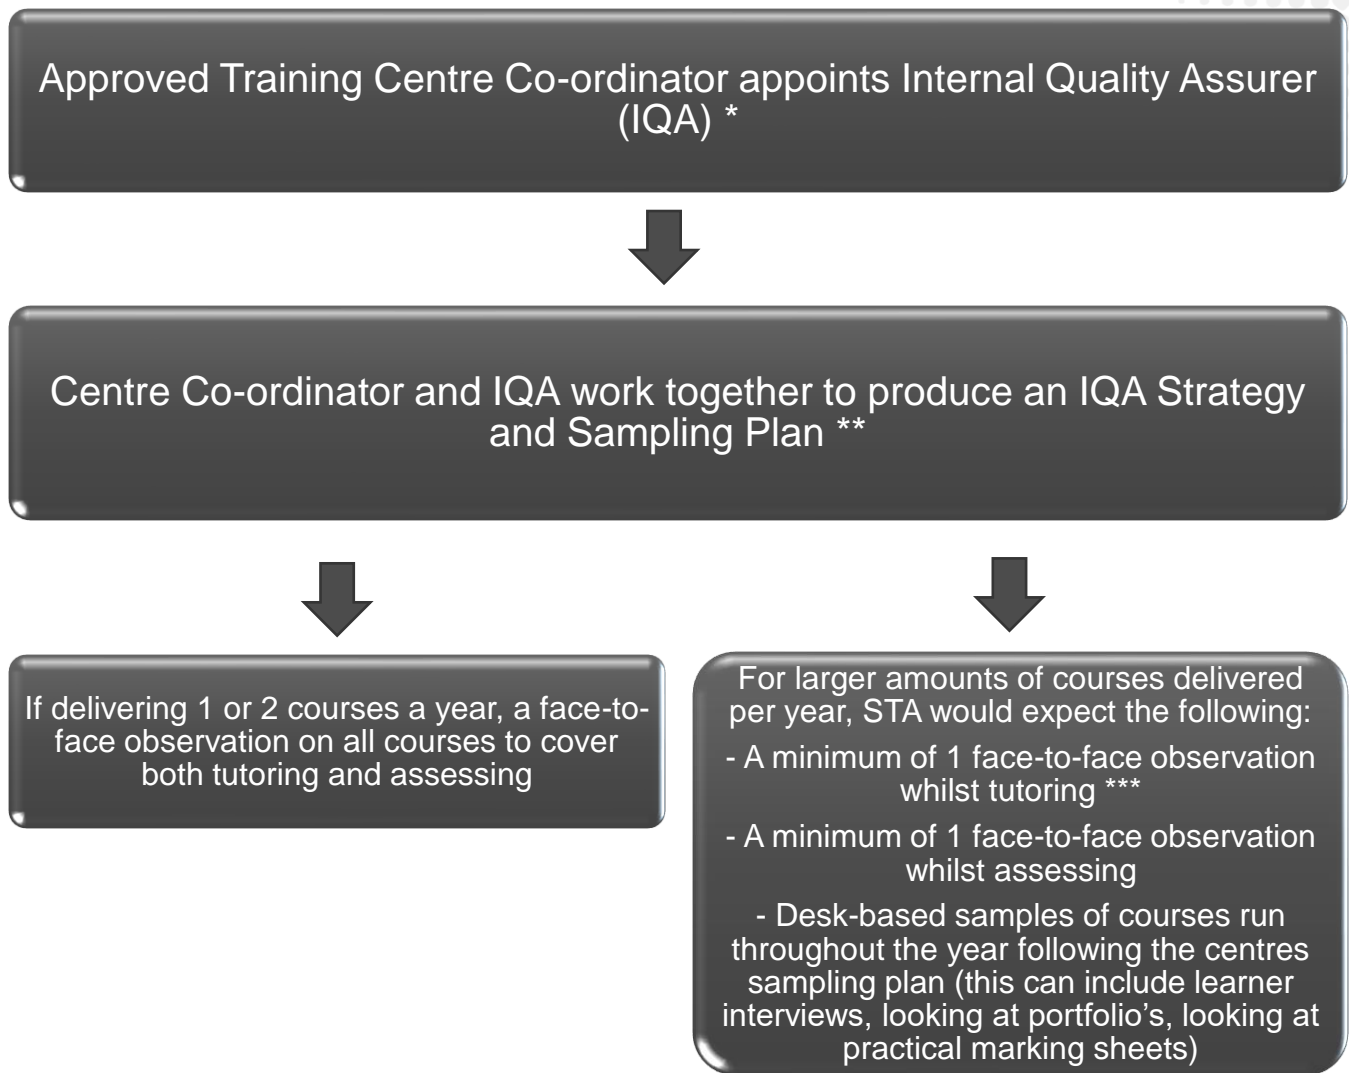 Approved Training Centre Co-ordinator appoints Internal Quality Assurer
(IQA) *
Centre Co-ordinator and IQA work together to produce an IQA Strategy
and Sampling Plan **
If delivering 1 or 2 courses a year, a face-to-
face observation on all courses to cover
both tutoring and assessing
For larger amounts of courses delivered
per year, STA would expect the following:
- A minimum of 1 face-to-face observation
whilst tutoring ***
- A minimum of 1 face-to-face observation
whilst assessing
- Desk-based samples of courses run
throughout the year following the centres
sampling plan (this can include learner
interviews, looking at portfolio's, looking at
practical marking sheets)